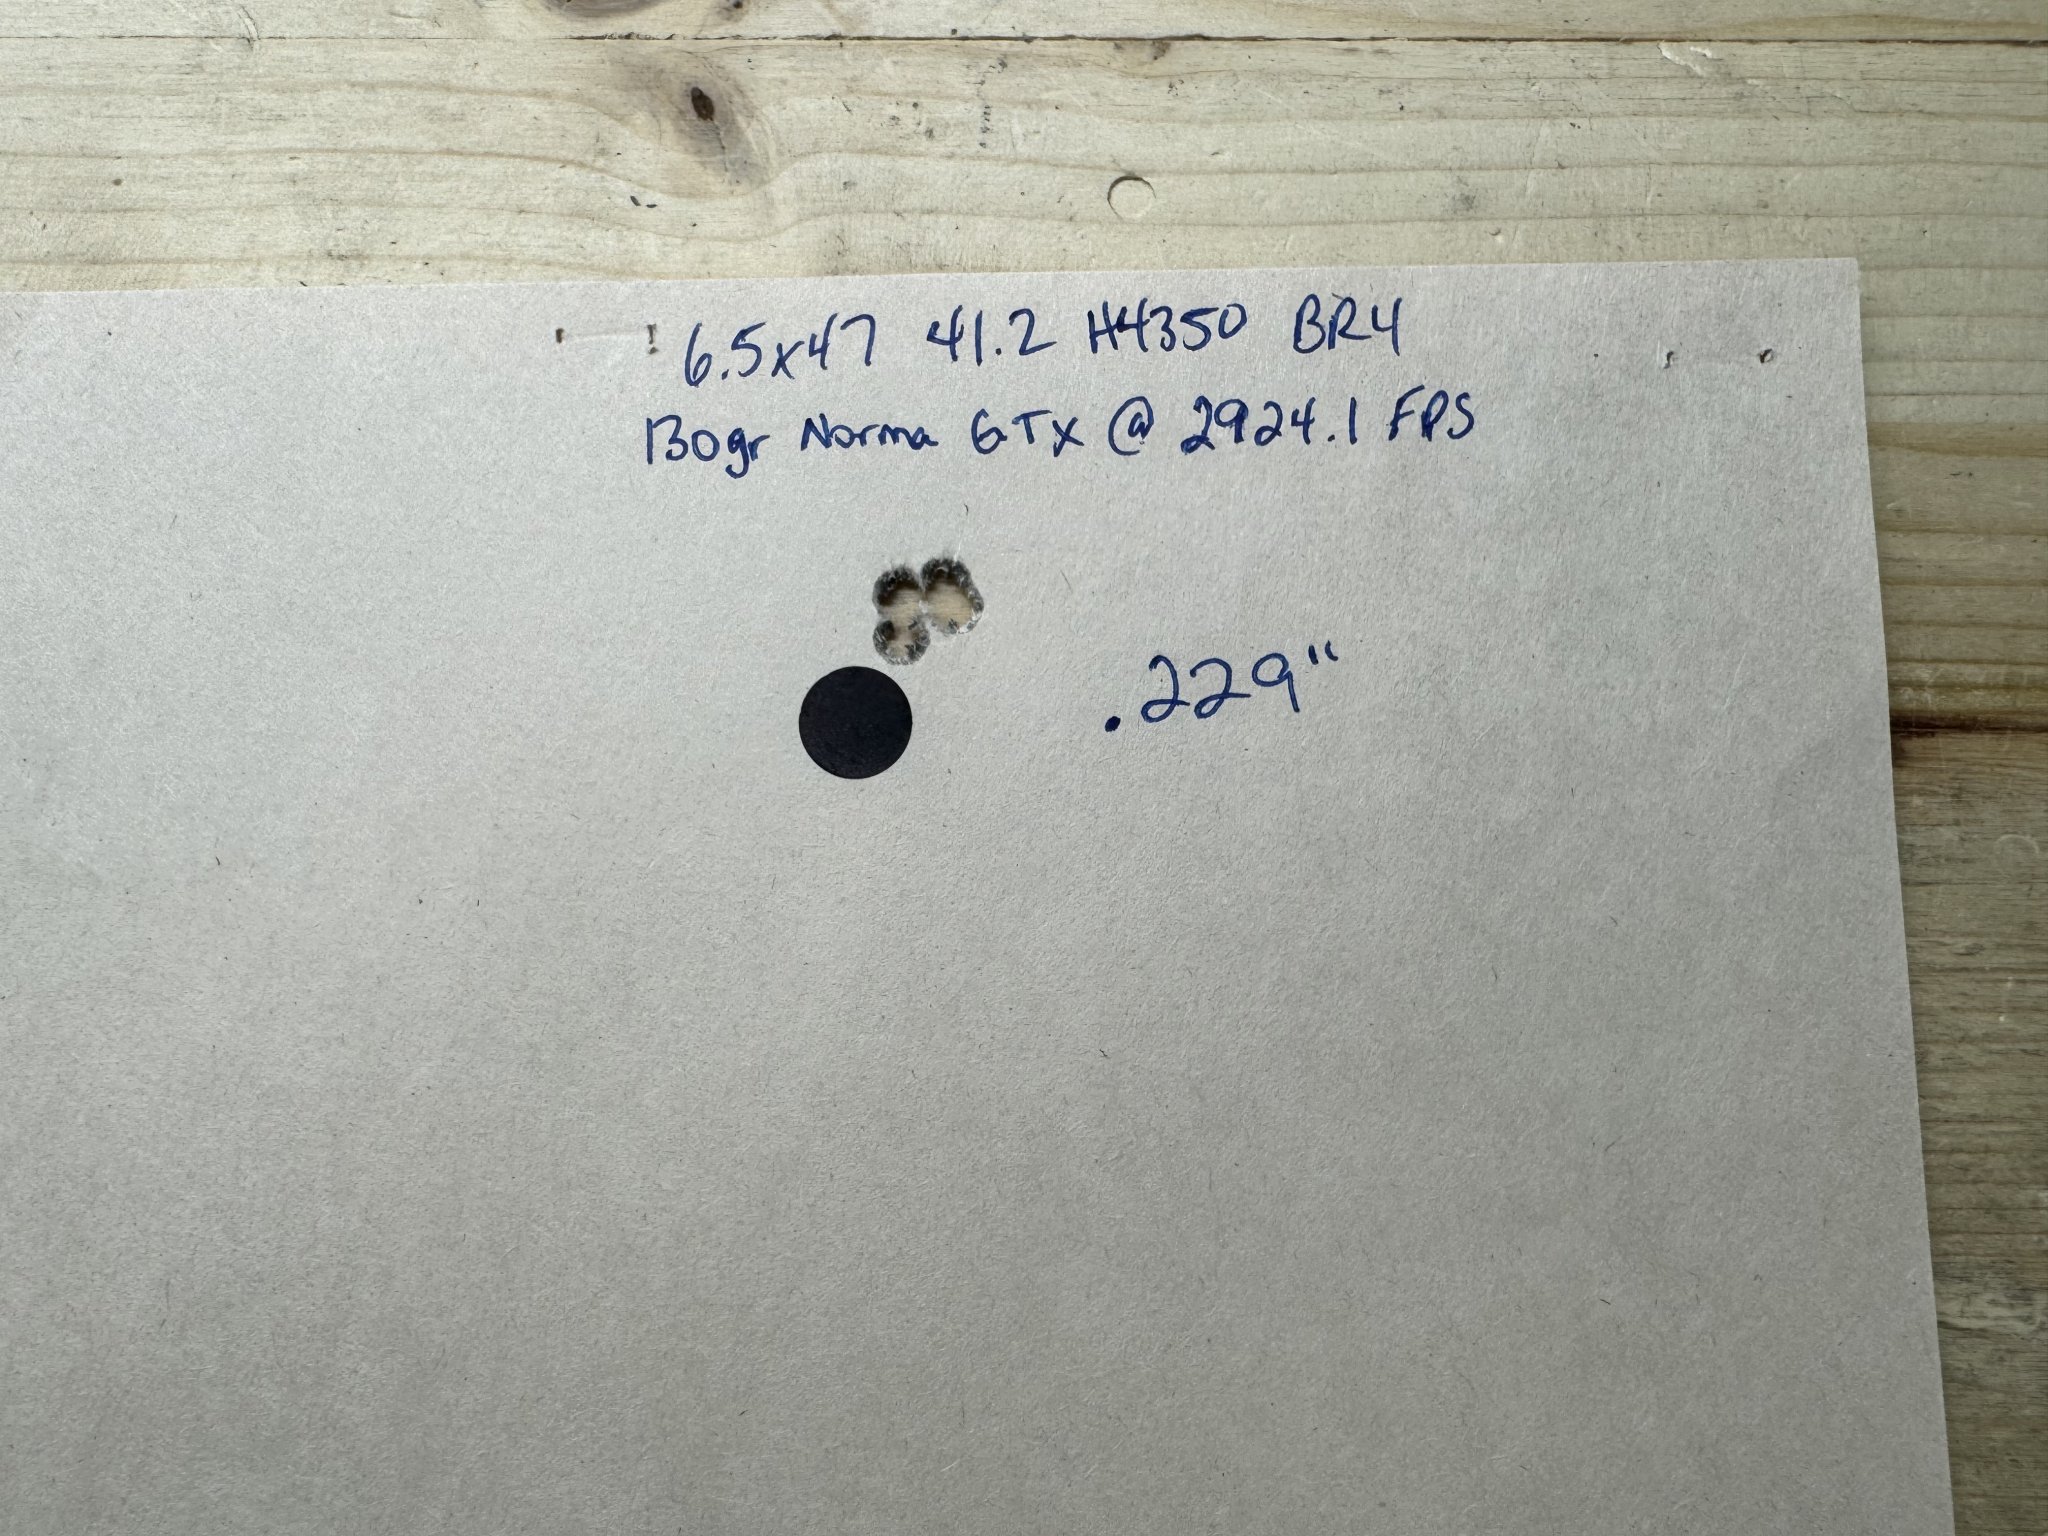 6.5x47 41.2 H4350 BR4
130gr Norma GTX @ 2924.1 FPS
.229"